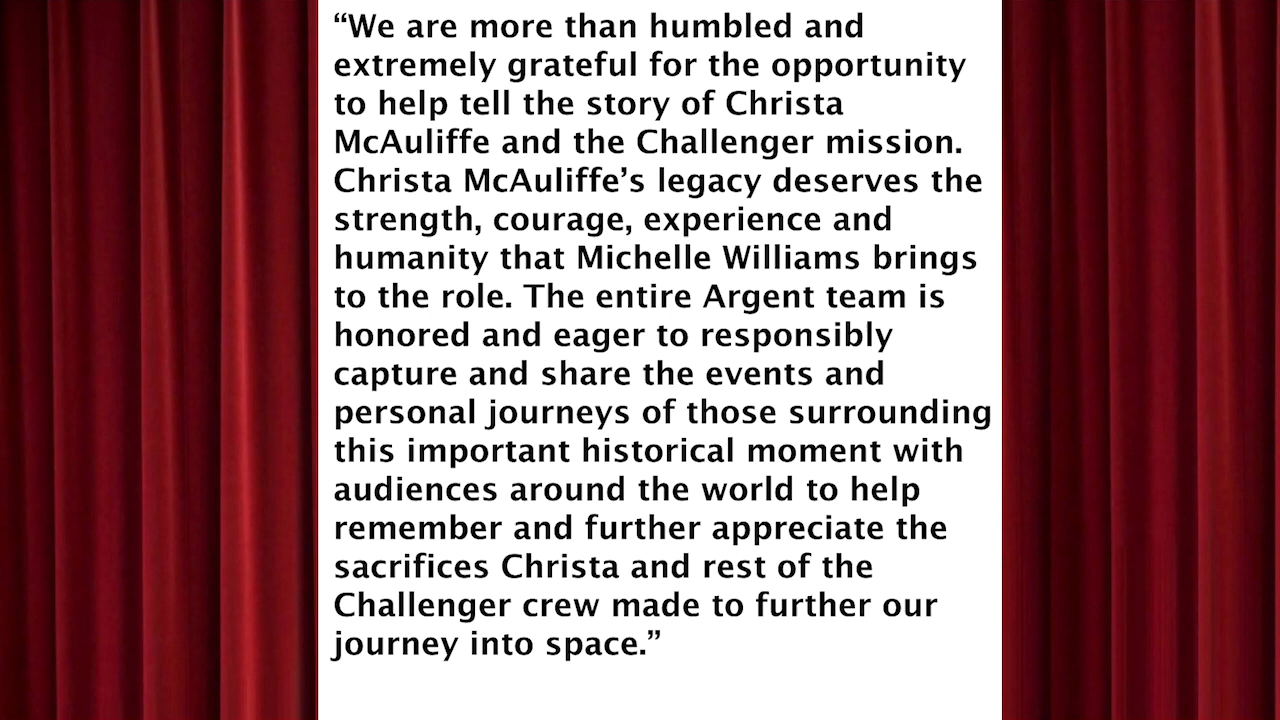 “We are more than humbled and
extremely grateful for the opportunity
to help tell the story of Christa
McAuliffe and the Challenger mission.
Christa McAuliffe’s legacy deserves the
strength, courage, experience and
humanity that Michelle Williams brings
to the role. The entire Argent team is
honored and eager to responsibly
capture and share the events and
personal journeys of those surrounding
this important historical moment with
audiences around the world to help
remember and further appreciate the
sacrifices Christa and rest of the
Challenger crew made to further our
journey into space.”